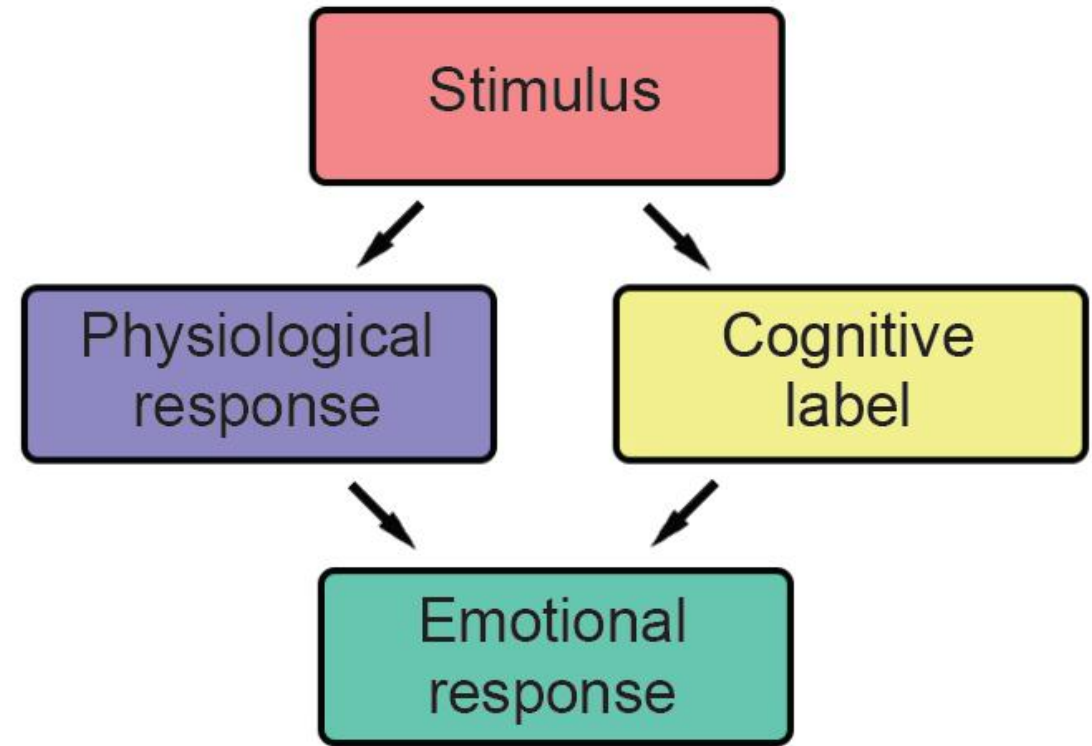 Stimulus
Physiological
response
Cognitive
label
Emotional
response